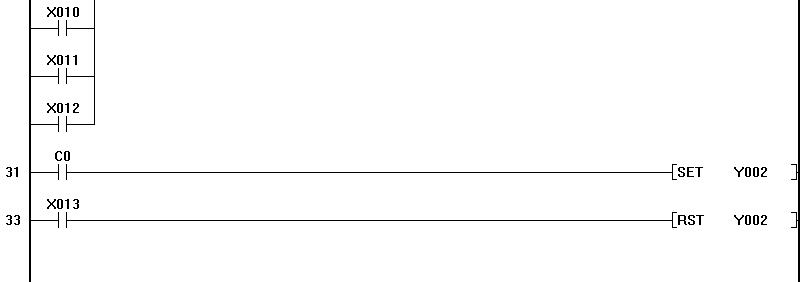 X010
X011
X012
C0
31 [SET Y002 ]
X013
33 [RST Y002 ]